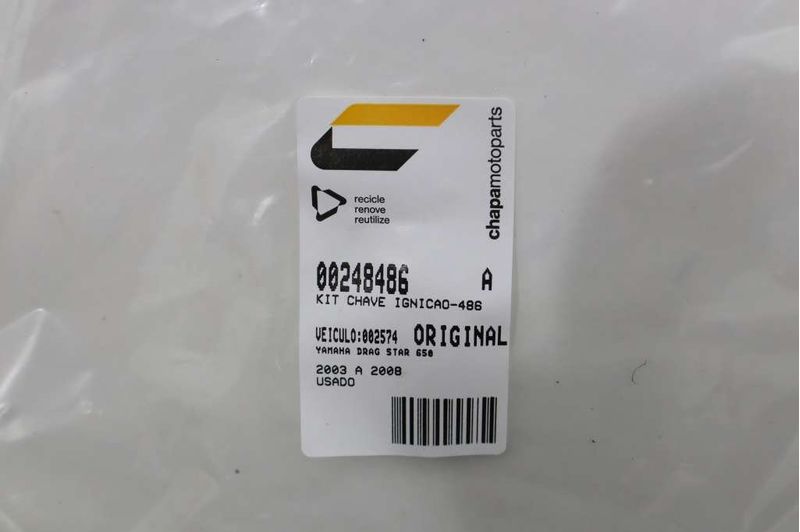 chapamotoparts
recicle
renove
reutilize
00248486 A
KIT CHAVE IGNICAO-486
VEICULO:002574 ORIGINAL
YAMAHA DRAG STAR 650
2003 A 2008
USADO